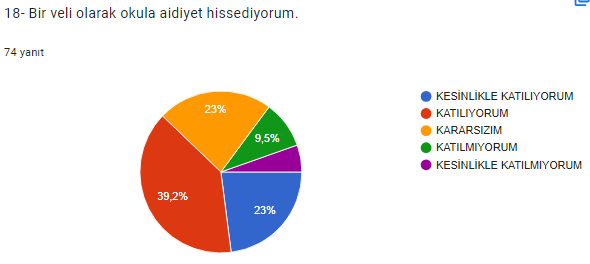 18- Bir veli olarak okula aidiyet hissediyorum.
74 yanıt
KESİNLİKLE KATILIYORUM
KATILIYORUM
KARARSIZIM
KATILMIYORUM
KESİNLİKLE KATILMIYORUM
23%
9,5%
39,2%
23%